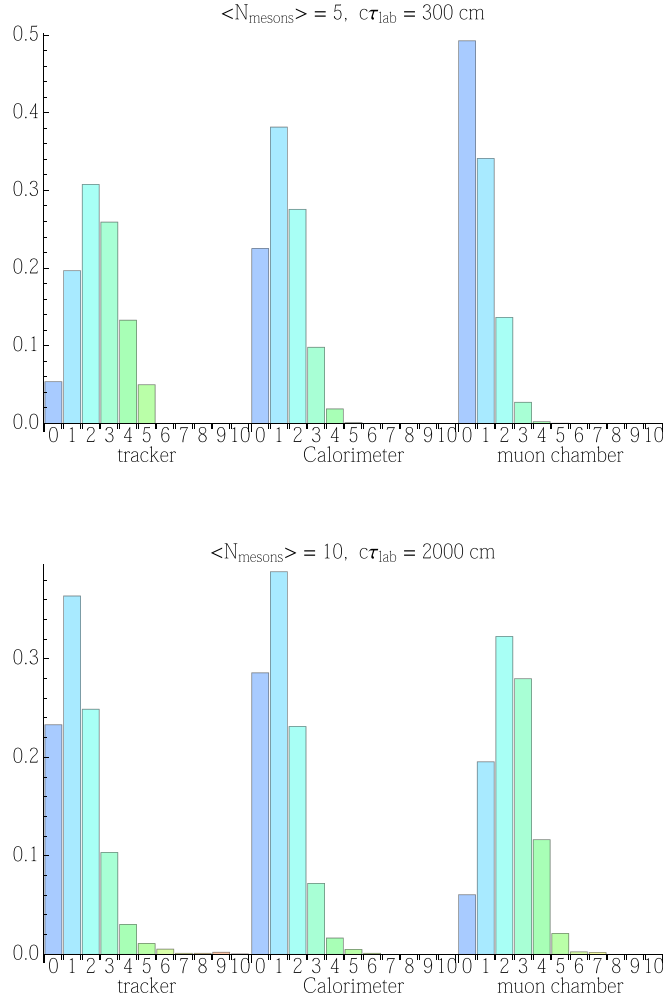 <N_mesons> = 5, cτ_lab = 300 cm
0.5
0.4
0.3
0.2
0.1
0.0
0 1 2 3 4 5 6 7 8 9 10 0 1 2 3 4 5 6 7 8 9 10 0 1 2 3 4 5 6 7 8 9 10
tracker Calorimeter muon chamber
<N_mesons> = 10, cτ_lab = 2000 cm
0.3
0.2
0.1
0.0
0 1 2 3 4 5 6 7 8 9 10 0 1 2 3 4 5 6 7 8 9 10 0 1 2 3 4 5 6 7 8 9 10
tracker Calorimeter muon chamber